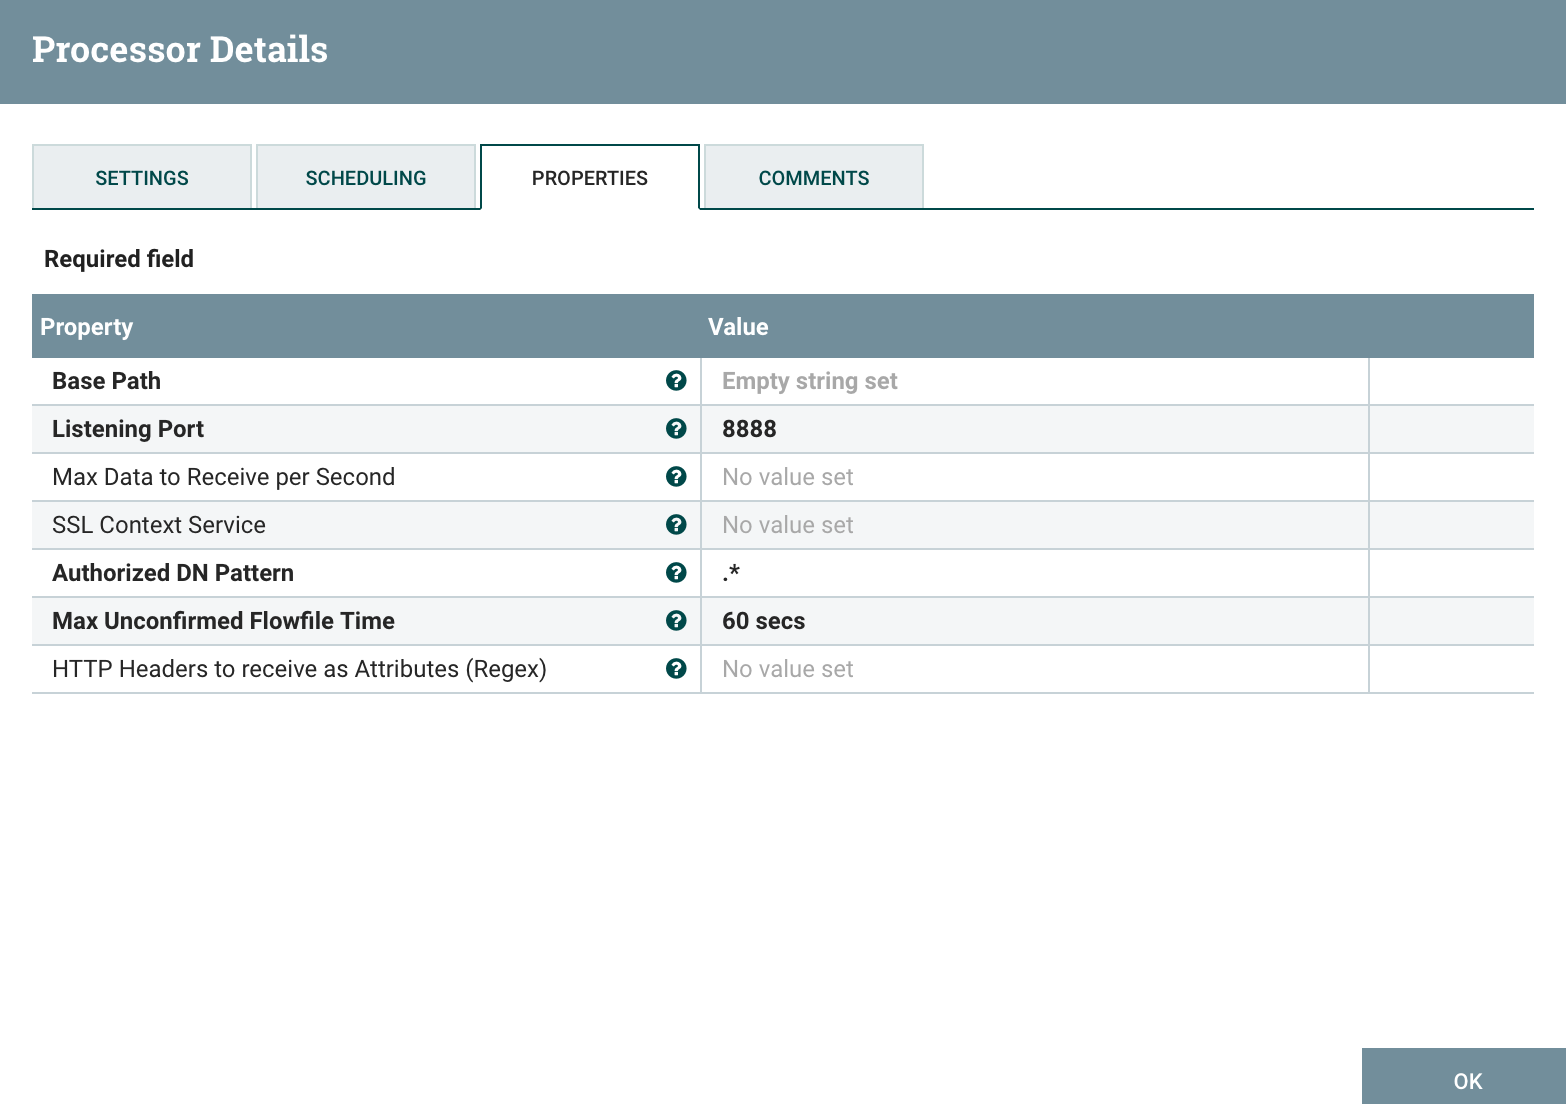 Processor Details
SETTINGS SCHEDULING PROPERTIES COMMENTS
Required field
Property Value
Base Path ? Empty string set
Listening Port ? 8888
Max Data to Receive per Second ? No value set
SSL Context Service ? No value set
Authorized DN Pattern ? .*
Max Unconfirmed Flowfile Time ? 60 secs
HTTP Headers to receive as Attributes (Regex) ? No value set
OK